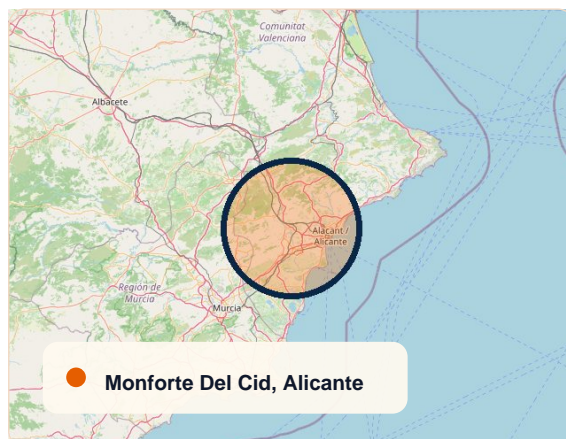 Comunitat
Valenciana
Albacete
Alacant /
Alicante
Región de
Murcia
Murcia
Monforte Del Cid, Alicante